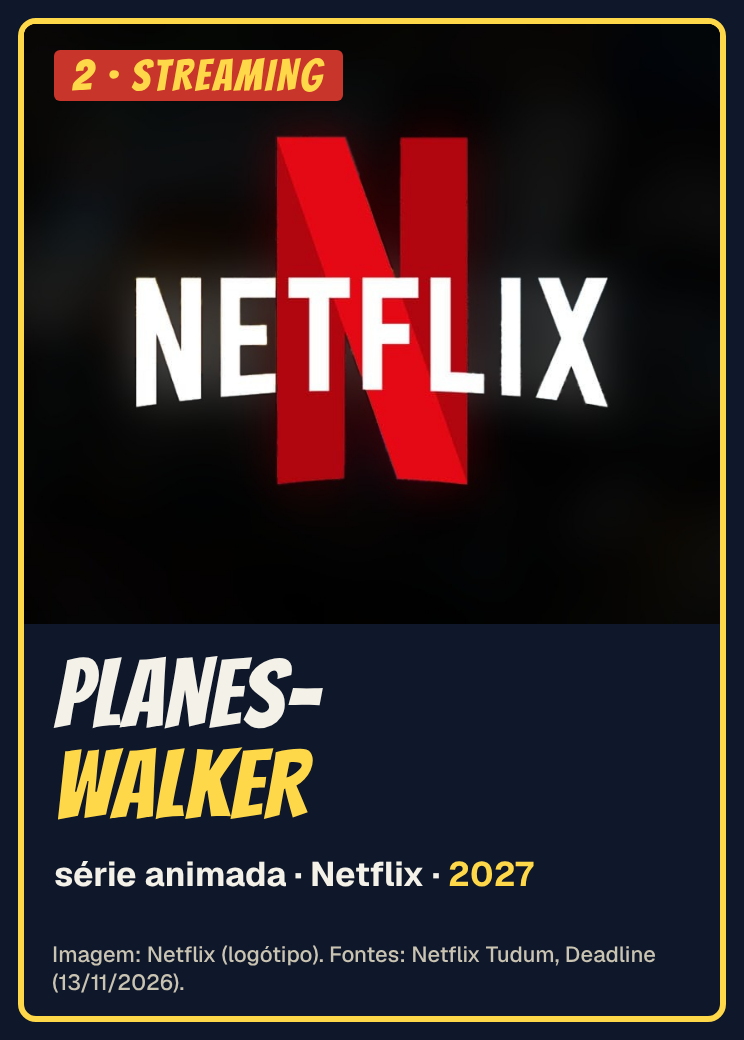 2 · STREAMING
NETFLIX
PLANES-
WALKER
série animada · Netflix · 2027
Imagem: Netflix (logótipo). Fontes: Netflix Tudum, Deadline
(13/11/2026).